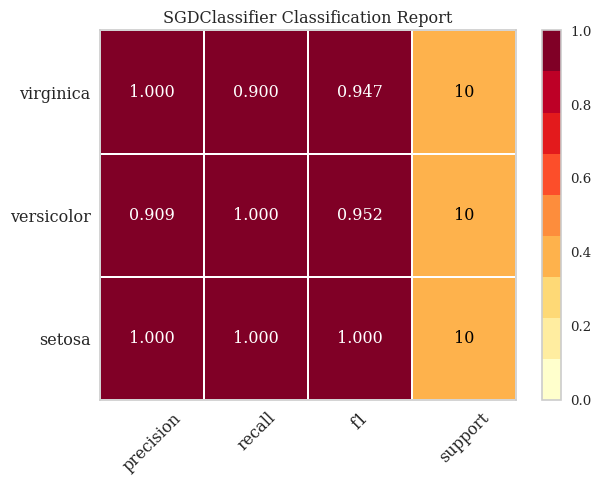 SGDClassifier Classification Report
virginica 1.000 0.900 0.947 10
versicolor 0.909 1.000 0.952 10
setosa 1.000 1.000 1.000 10
precision recall f1 support
1.0
0.8
0.6
0.4
0.2
0.0